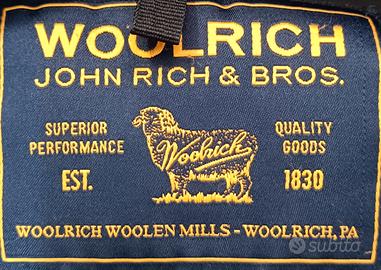 WOOLRICH
JOHN RICH & BROS.
SUPERIOR
PERFORMANCE
QUALITY
GOODS
Woolrich
EST.
1830
WOOLRICH WOOLEN MILLS - WOOLRICH, PA
subito